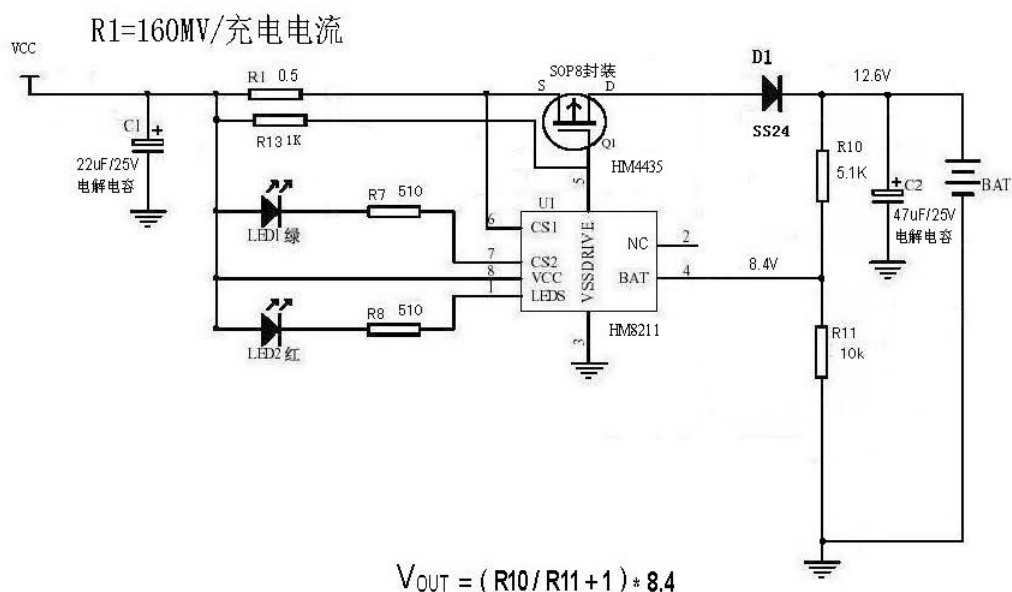 R1=160MV/充电电流
VCC
R1 0.5
SOP8封装
S D
D1
12.6V
C1
+
22uF/25V
电解电容
R13 1K
Q1
HM4435
SS24
R10
5.1K
C2
+
47uF/25V
电解电容
BAT
5
R7 510
U1
LED1 绿
6
CS1
7
CS2
8
VCC
1
LEDS
VSSDRIVE
NC
2
BAT
4
8.4V
R8 510
LED2 红
HM8211
3
R11
10k
VOUT = ( R10 / R11 + 1 ) * 8.4